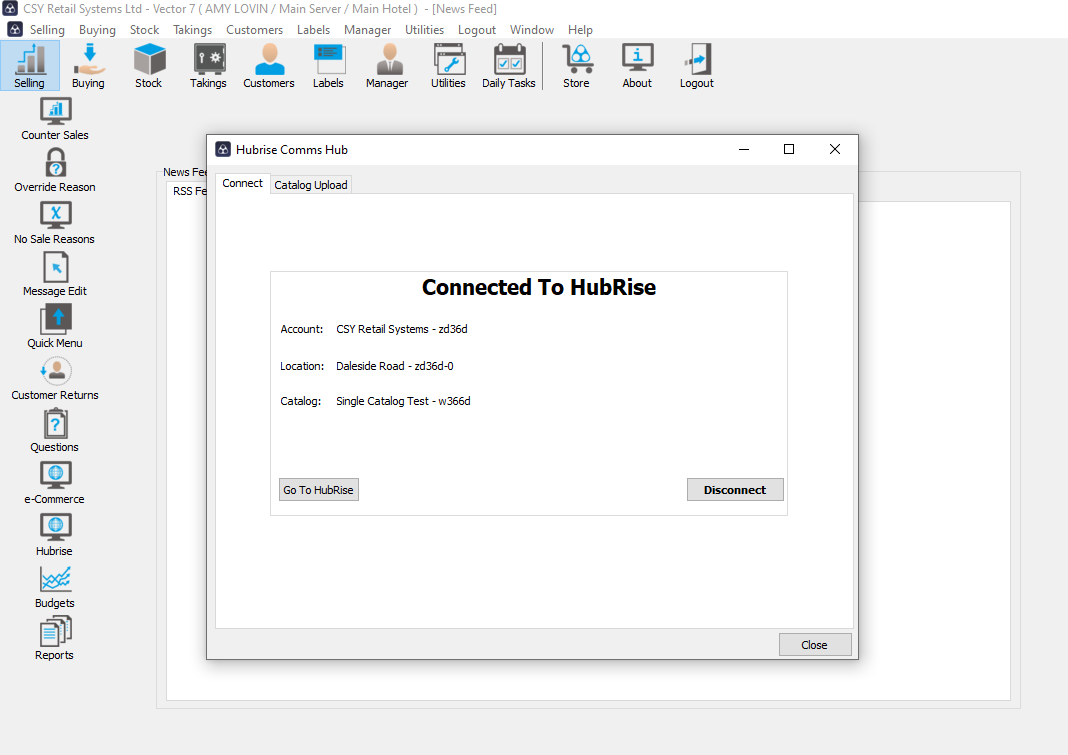 CSY Retail Systems Ltd - Vector 7 ( AMY LOVIN / Main Server / Main Hotel ) - [News Feed]
Selling Buying Stock Takings Customers Labels Manager Utilities Logout Window Help
Selling Buying Stock Takings Customers Labels Manager Utilities Daily Tasks Store About Logout
Counter Sales
Override Reason
No Sale Reasons
Message Edit
Quick Menu
Customer Returns
Questions
e-Commerce
Hubrise
Budgets
Reports
News Fee
RSS Fe
Hubrise Comms Hub
Connect Catalog Upload
Connected To HubRise
Account: CSY Retail Systems - zd36d
Location: Daleside Road - zd36d-0
Catalog: Single Catalog Test - w366d
Go To HubRise Disconnect
Close